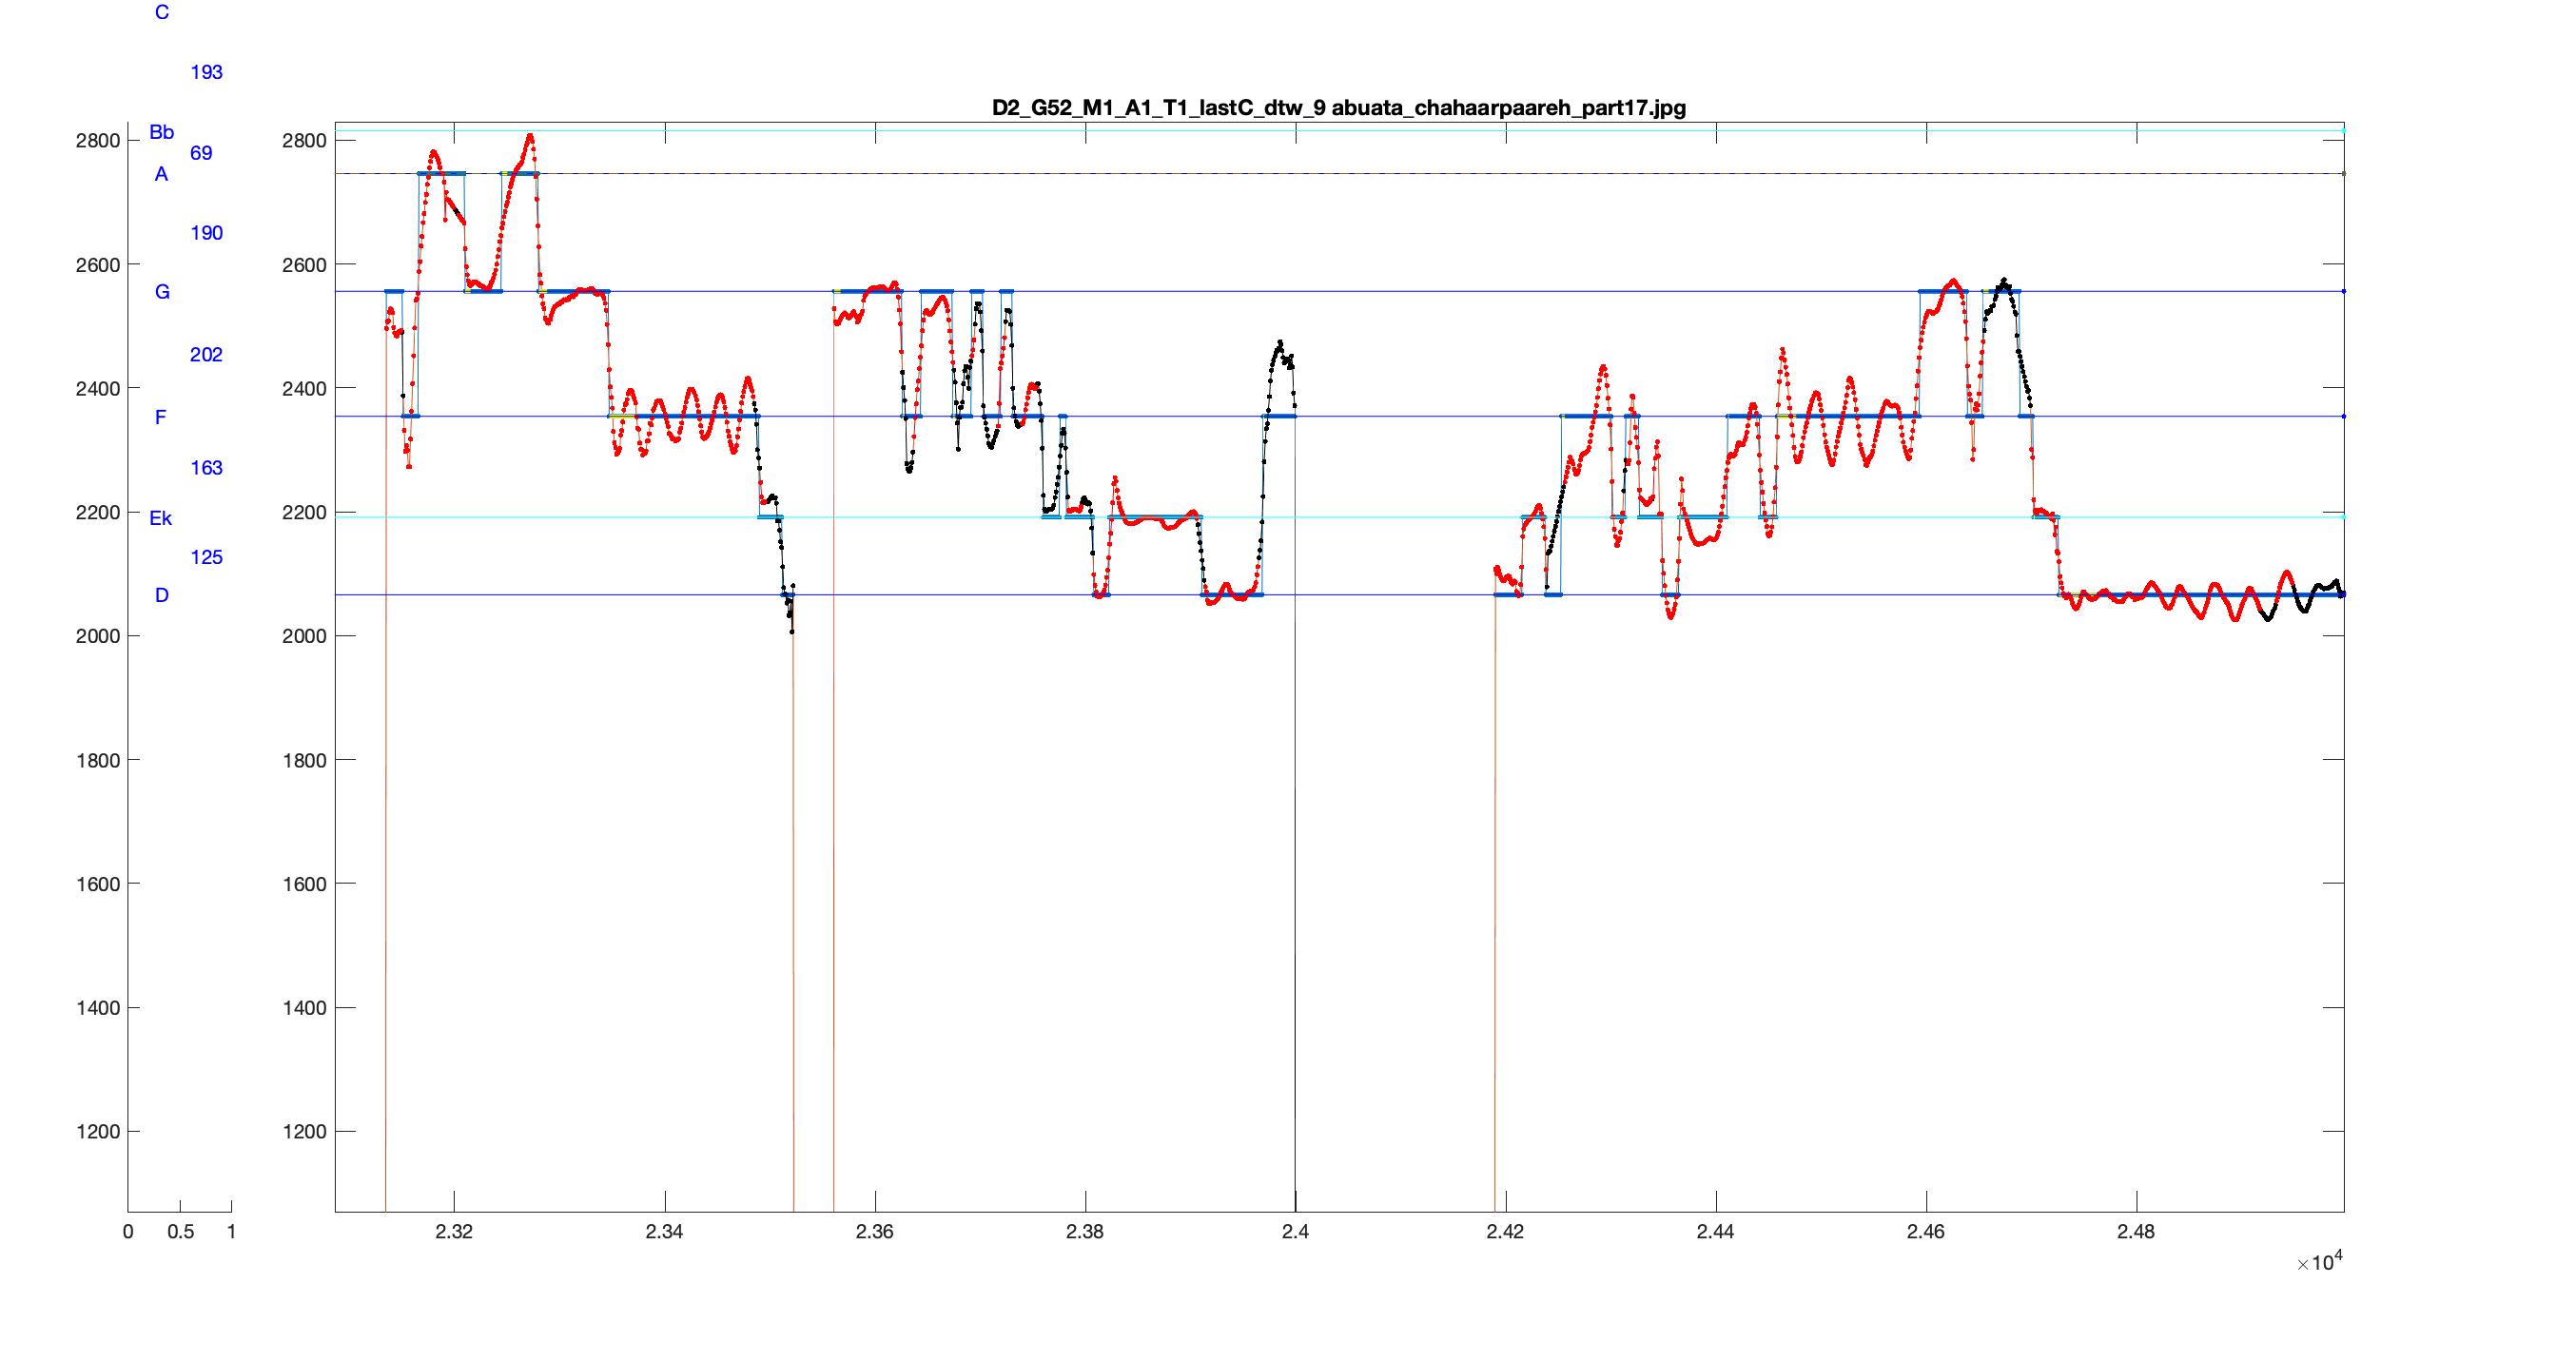 C
193
D2_G52_M1_A1_T1_lastC_dtw_9 abuata_chahaarpaareh_part17.jpg
2800 Bb 2800
69
A
190
2600 2600
G
202
2400 2400
F
163
2200 Ek 2200
125
D
2000 2000
1800 1800
1600 1600
1400 1400
1200 1200
0 0.5 1 2.32 2.34 2.36 2.38 2.4 2.42 2.44 2.46 2.48
×10⁴